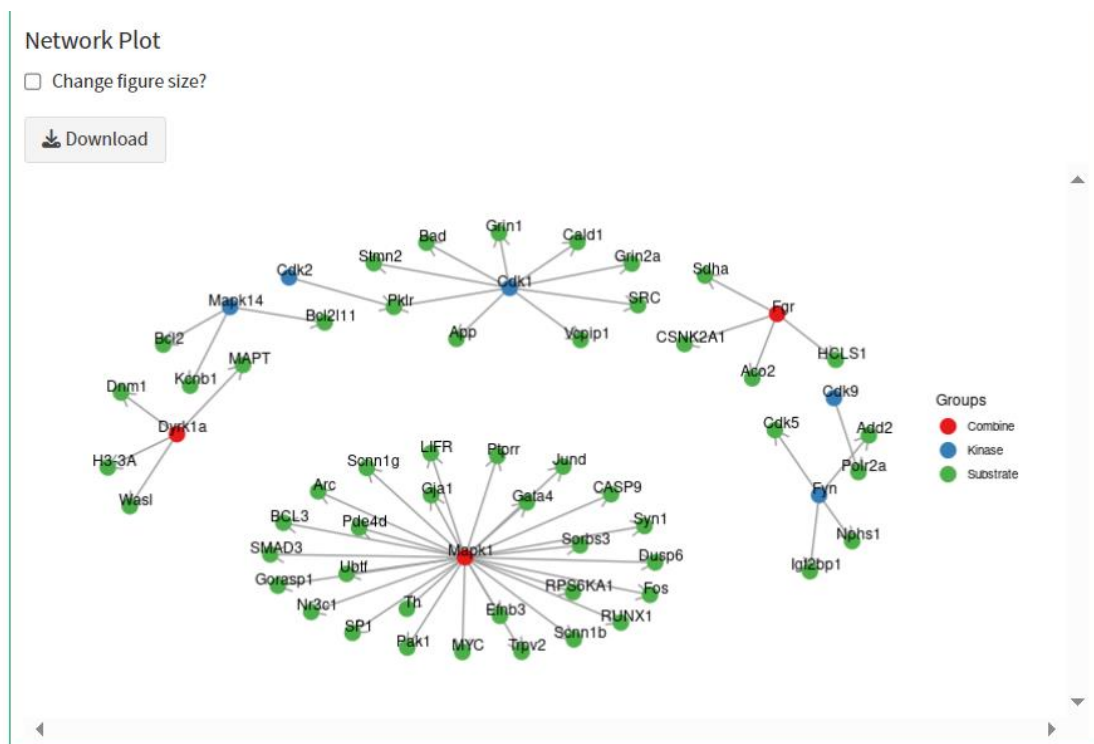 Network Plot
Change figure size?
Download
Grin1
Bad
Cald1
Stmn2
Grin2a
Cdk2
Sdha
Cdk1
Mapk14
Pklr
SRC
Fgr
Bcl2l11
App
Vcpip1
CSNK2A1
Bcl2
MAPT
HCLS1
Kcnb1
Aco2
Dnm1
Cdk9
Groups
Cdk5
Add2
Combine
Dyrk1a
Kinase
LIFR
Ptprr
Polr2a
Substrate
H3-3A
Scnn1g
Jund
Arc
Gja1
Gata4
CASP9
Fyn
Wasl
BCL3
Pde4d
Syn1
Nphs1
SMAD3
Mapk1
Sorbs3
Dusp6
Igf2bp1
Gorasp1
Ubtf
RPS6KA1
Fos
Nr3c1
Th
Efnb3
RUNX1
SP1
Pak1
MYC
Trpv2
Scnn1b